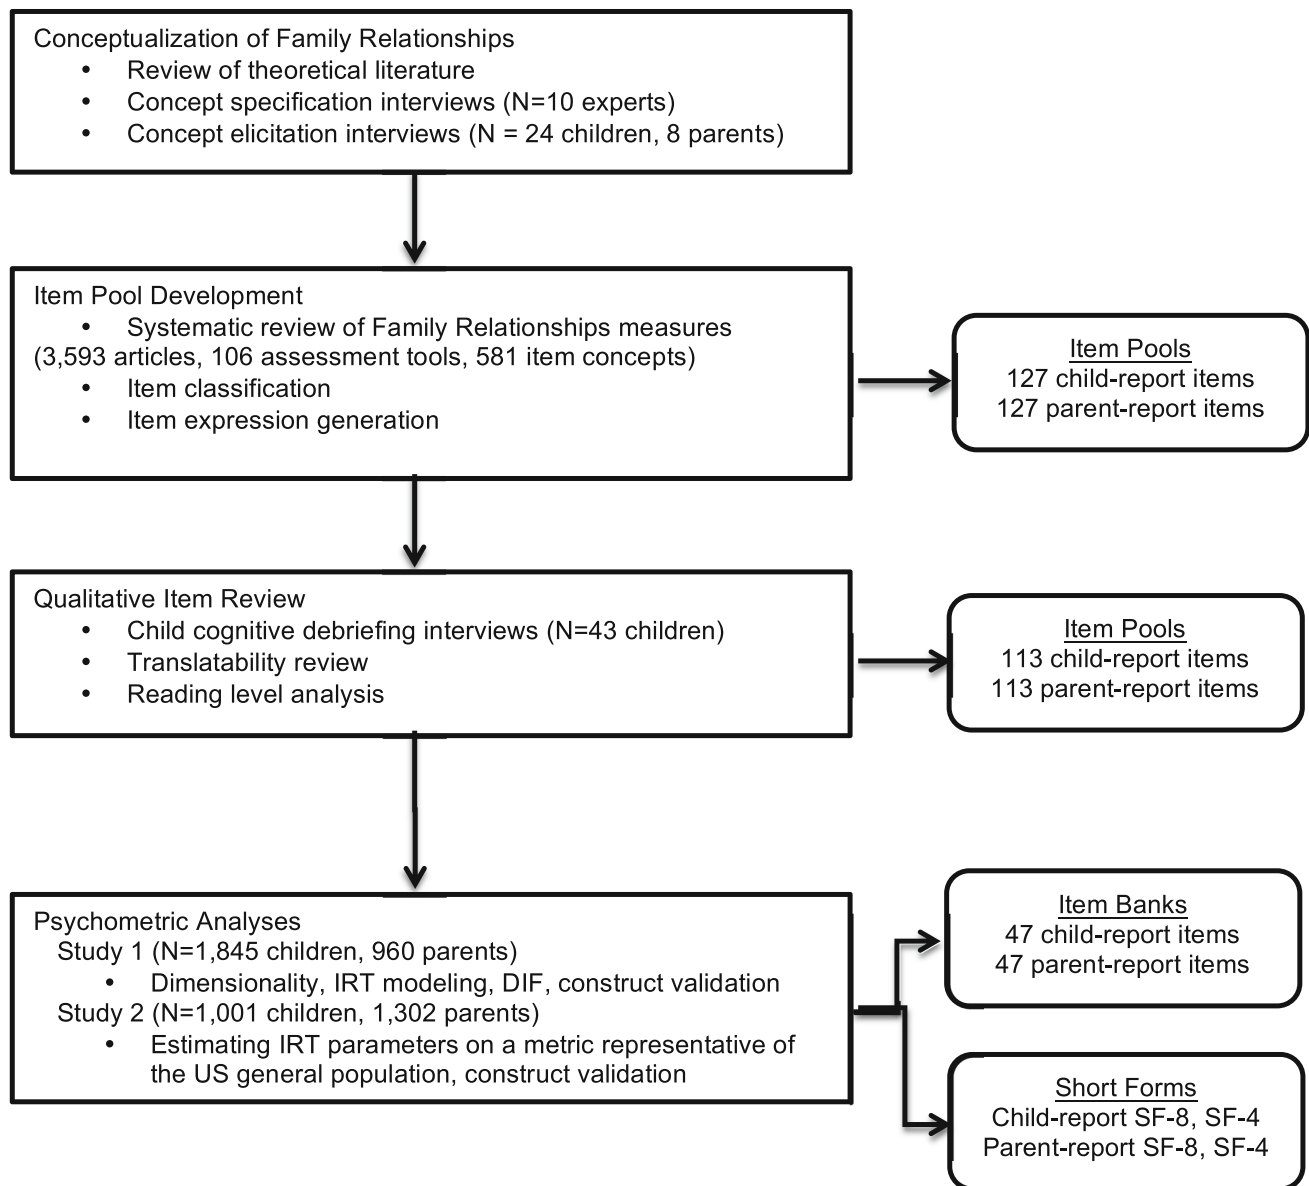 Conceptualization of Family Relationships
• Review of theoretical literature
• Concept specification interviews (N=10 experts)
• Concept elicitation interviews (N = 24 children, 8 parents)
Item Pool Development
• Systematic review of Family Relationships measures
(3,593 articles, 106 assessment tools, 581 item concepts)
• Item classification
• Item expression generation
Item Pools
127 child-report items
127 parent-report items
Qualitative Item Review
• Child cognitive debriefing interviews (N=43 children)
• Translatability review
• Reading level analysis
Item Pools
113 child-report items
113 parent-report items
Psychometric Analyses
Study 1 (N=1,845 children, 960 parents)
• Dimensionality, IRT modeling, DIF, construct validation
Study 2 (N=1,001 children, 1,302 parents)
• Estimating IRT parameters on a metric representative of
the US general population, construct validation
Item Banks
47 child-report items
47 parent-report items
Short Forms
Child-report SF-8, SF-4
Parent-report SF-8, SF-4